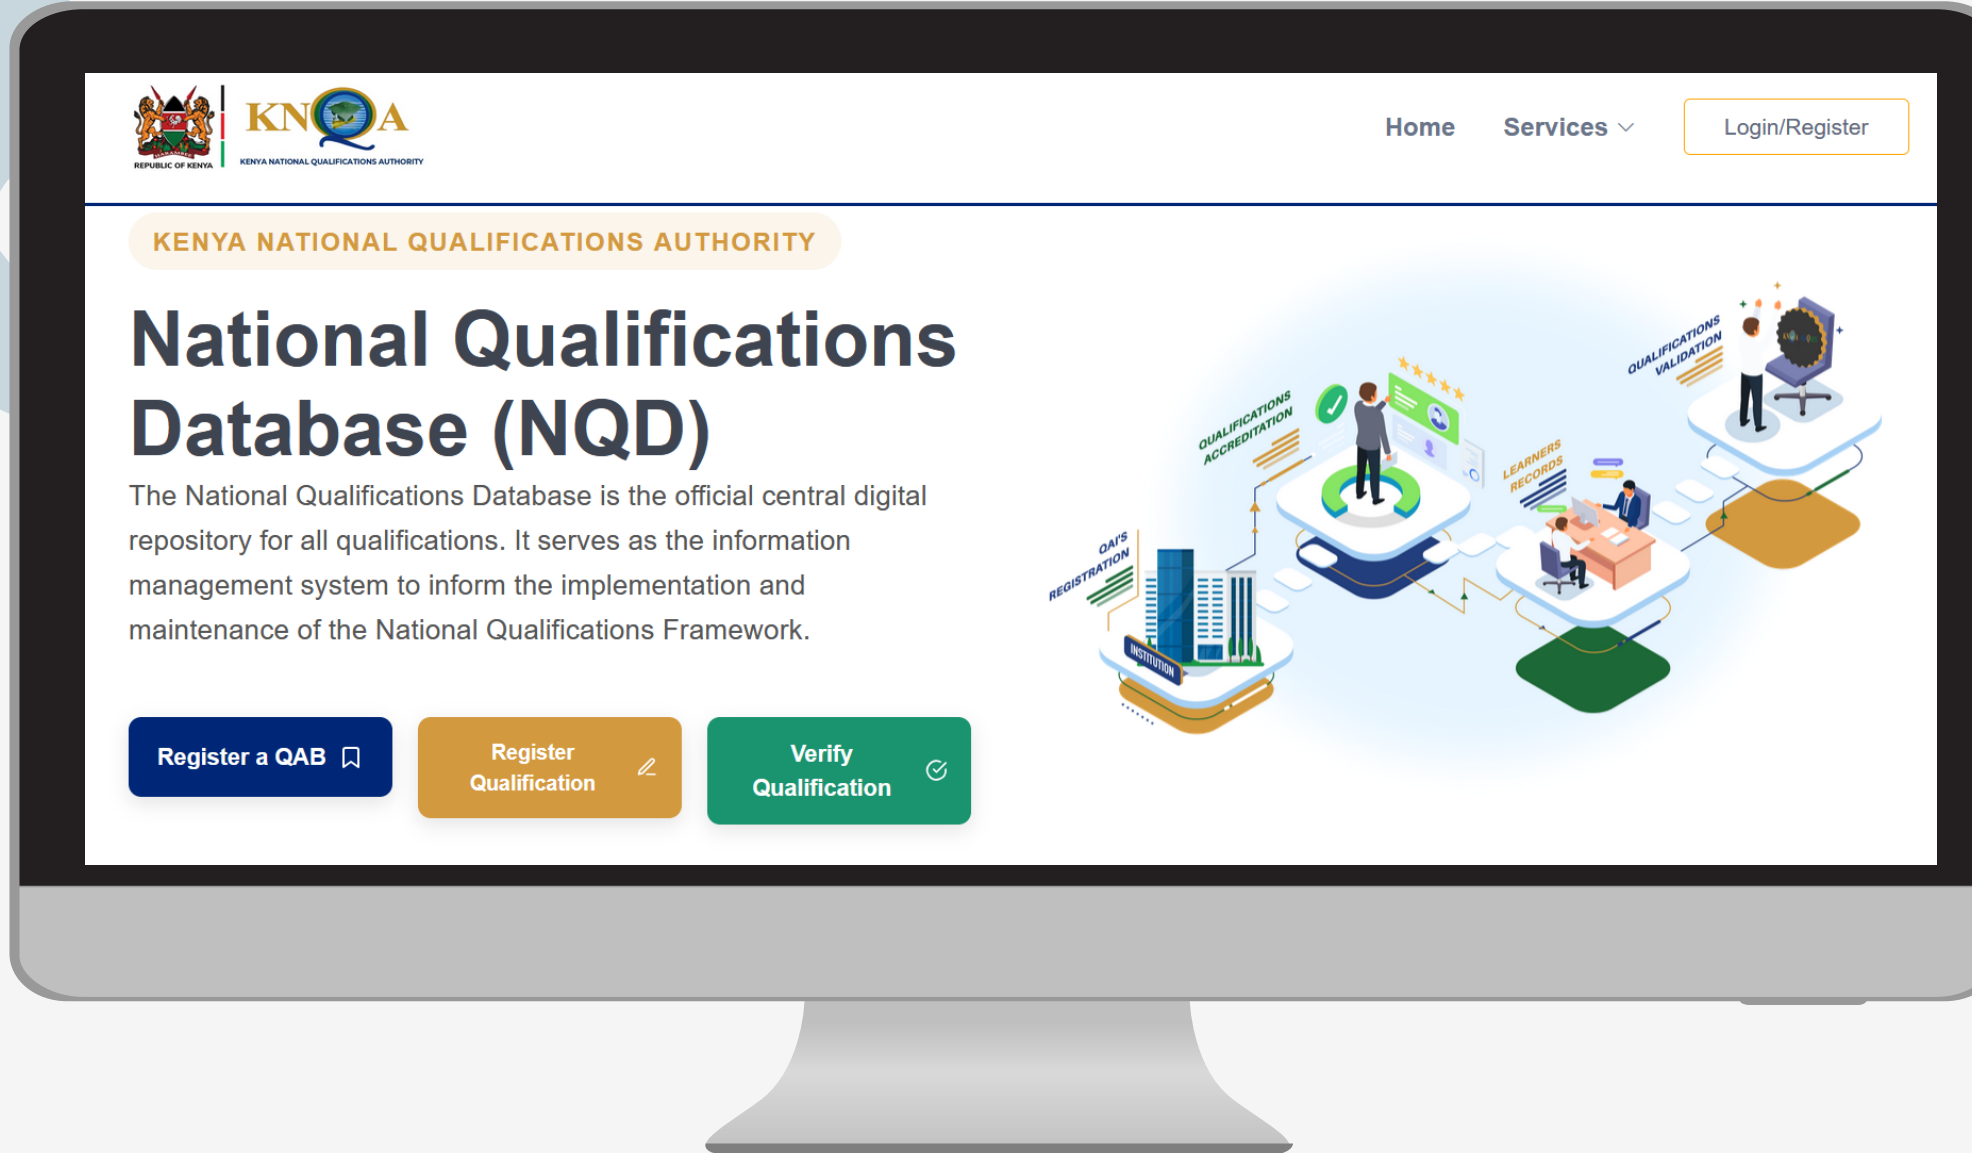 REPUBLIC OF KENYA
KNQA
KENYA NATIONAL QUALIFICATIONS AUTHORITY
Home
Services
Login/Register
KENYA NATIONAL QUALIFICATIONS AUTHORITY
National Qualifications
Database (NQD)
The National Qualifications Database is the official central digital
repository for all qualifications. It serves as the information
management system to inform the implementation and
maintenance of the National Qualifications Framework.
Register a QAB
Register
Qualification
Verify
Qualification
QAI'S
REGISTRATION
INSTITUTION
QUALIFICATIONS
ACCREDITATION
LEARNERS
RECORDS
QUALIFICATIONS
VALIDATION